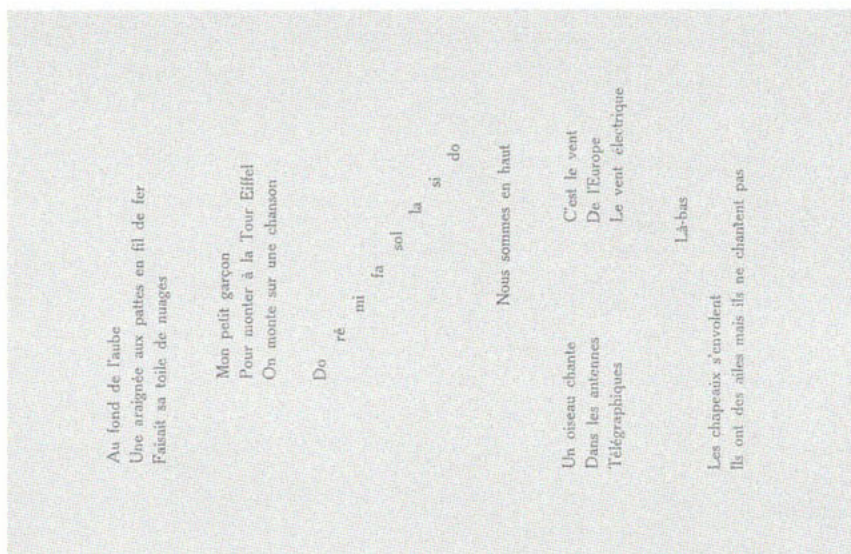 Au fond de l'aube
Une araignée aux pattes en fil de fer
Faisait sa toile de nuages
Mon petit garçon
Pour monter à la Tour Eiffel
On monte sur une chanson
Do
ré
mi
fa
sol
la
si
do
Nous sommes en haut
Un oiseau chante
Dans les antennes
Télégraphiques
C'est le vent
De l'Europe
Le vent électrique
Là-bas
Les chapeaux s'envolent
Ils ont des ailes mais ils ne chantent pas